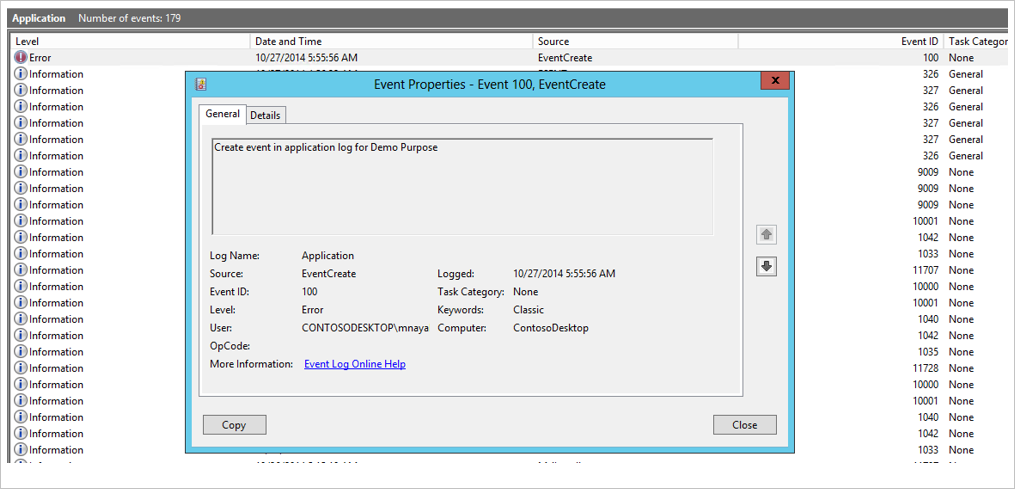 Application Number of events: 179
Level Date and Time Source Event ID Task Categor
Error 10/27/2014 5:55:56 AM EventCreate 100 None
Information 326 General
Information 327 General
Information 326 General
Information 327 General
Information 327 General
Information 326 General
Information 9009 None
Information 9009 None
Information 9009 None
Information 10001 None
Information 1042 None
Information 1033 None
Information 11707 None
Information 10000 None
Information 10001 None
Information 1040 None
Information 1042 None
Information 1035 None
Information 11728 None
Information 10000 None
Information 10001 None
Information 1040 None
Information 1042 None
Information 1033 None
Event Properties - Event 100, EventCreate
x
General Details
Create event in application log for Demo Purpose
Log Name: Application
Source: EventCreate Logged: 10/27/2014 5:55:56 AM
Event ID: 100 Task Category: None
Level: Error Keywords: Classic
User: CONTOSODESKTOP\mnaya Computer: ContosoDesktop
OpCode:
More Information: Event Log Online Help
Copy Close